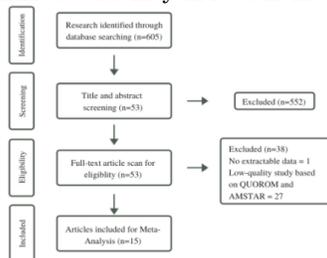 Identification
Research identified through
database searching (n=605)
Screening
Title and abstract
screening (n=53)
Excluded (n=552)
Eligiblity
Full-text article scan for
eligiblity (n=53)
Excluded (n=38)
No extractable data = 1
Low-quality study based
on QUOROM and
AMSTAR = 27
Included
Articles included for Meta-
Analysis (n=15)